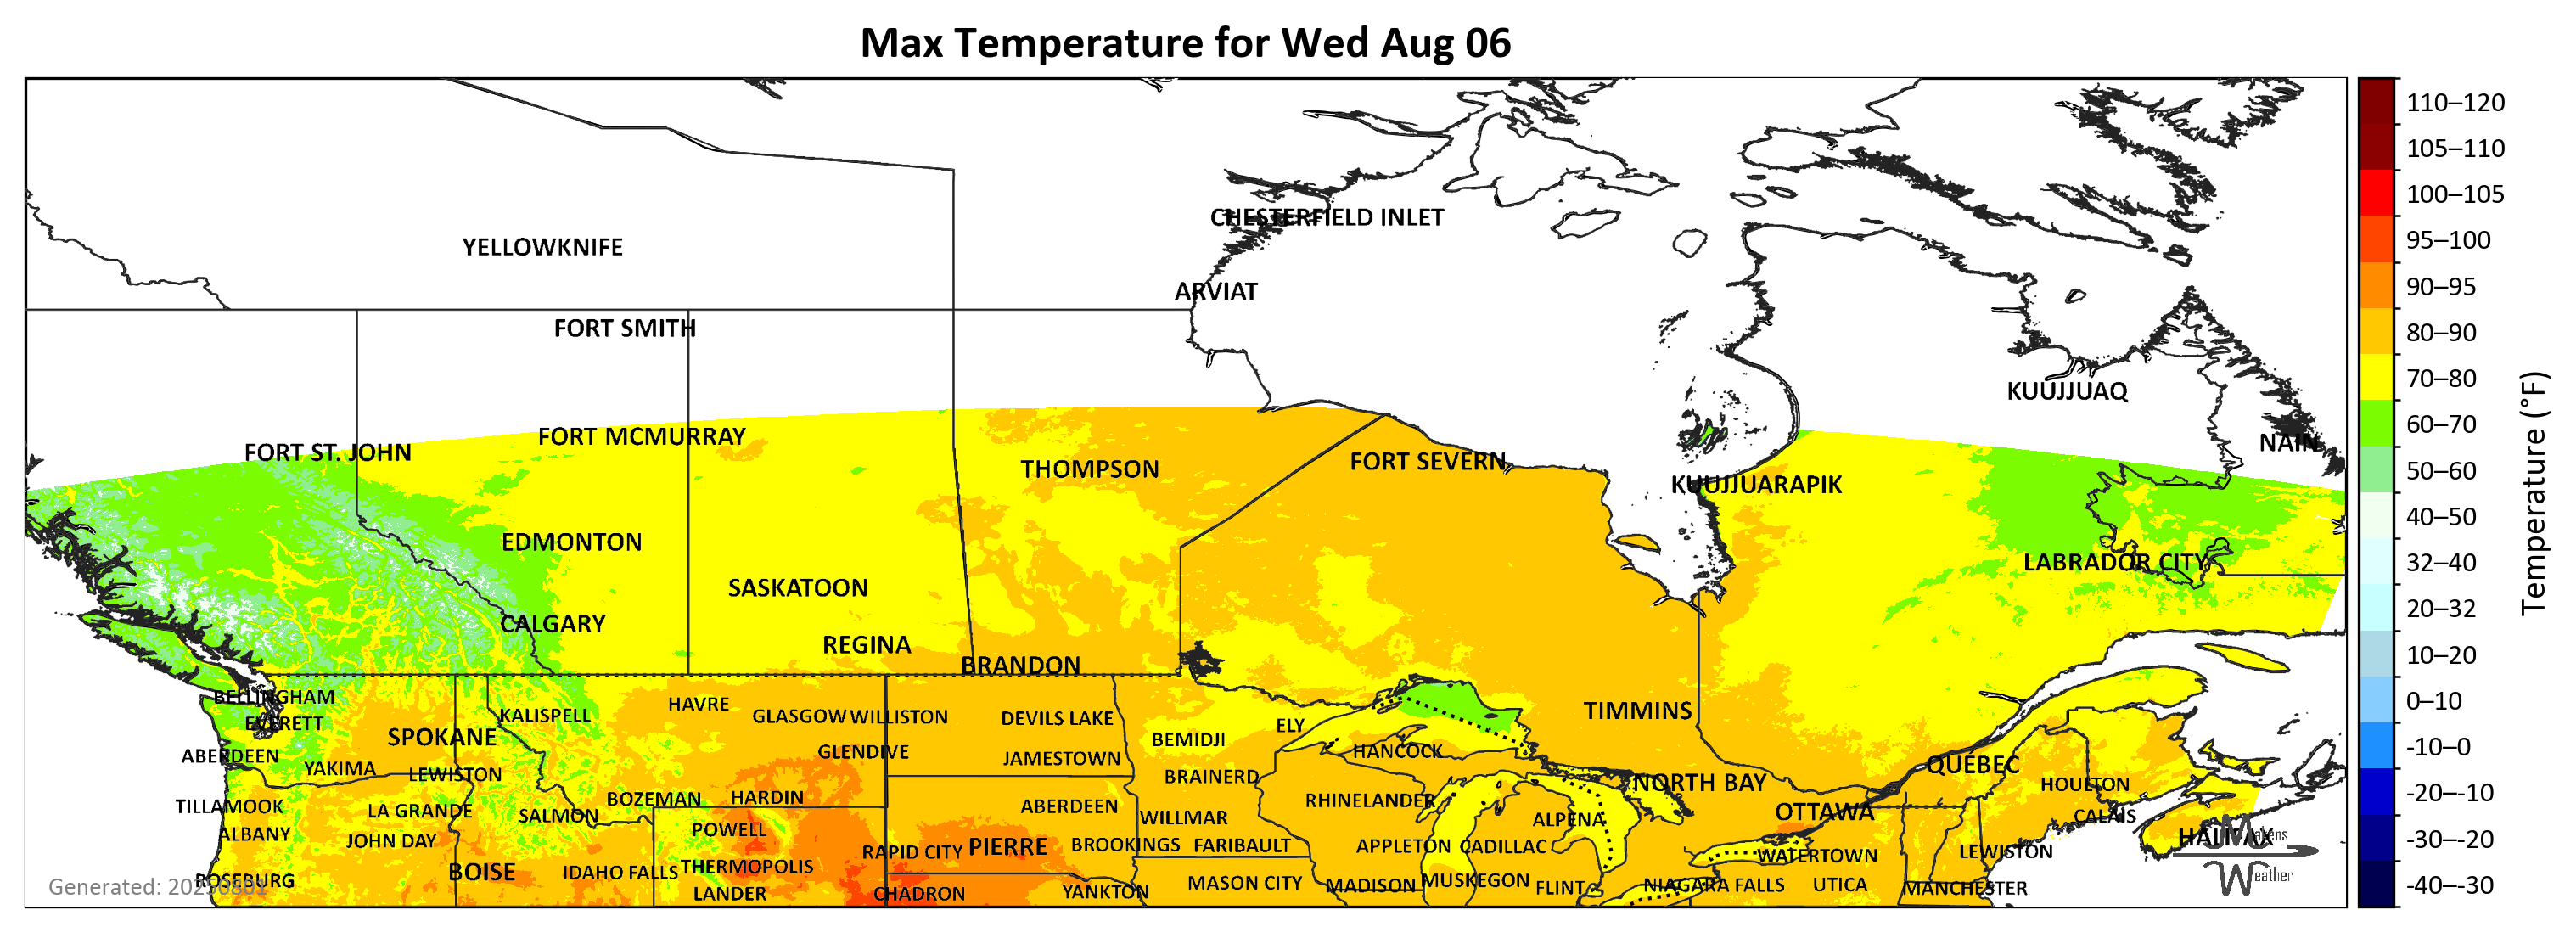 Max Temperature for Wed Aug 06
CHESTERFIELD INLET
YELLOWKNIFE
ARVIAT
FORT SMITH
KUUJJUAQ
FORT MCMURRAY
NAIN
FORT ST. JOHN
THOMPSON
FORT SEVERN
KUUJJUARAPIK
EDMONTON
LABRADOR CITY
SASKATOON
CALGARY
REGINA
BRANDON
BELLINGHAM
HAVRE
TIMMINS
KALISPELL
GLASGOW
WILLISTON
DEVILS LAKE
EVERETT
ELY
SPOKANE
BEMIDJI
GLENDIVE
HANCOCK
ABERDEEN
JAMESTOWN
QUEBEC
YAKIMA
LEWISTON
BRAINERD
NORTH BAY
HOULTON
BOZEMAN
HARDIN
RHINELANDER
TILLAMOOK
LA GRANDE
SALMON
ABERDEEN
WILLMAR
ALPENA
OTTAWA
CALAIS
ALBANY
JOHN DAY
POWELL
HALIFAX
RAPID CITY
PIERRE
BROOKINGS
FARIBAULT
APPLETON
CADILLAC
WATERTOWN
LEWISTON
BOISE
IDAHO FALLS
THERMOPOLIS
ROSEBURG
LANDER
CHADRON
YANKTON
MASON CITY
MADISON
MUSKEGON
FLINT
NIAGARA FALLS
UTICA
MANCHESTER
Generated: 20250801
Weather
110–120
105–110
100–105
95–100
90–95
80–90
70–80
60–70
50–60
40–50
32–40
20–32
10–20
0–10
-10–0
-20–-10
-30–-20
-40–-30
Temperature (°F)